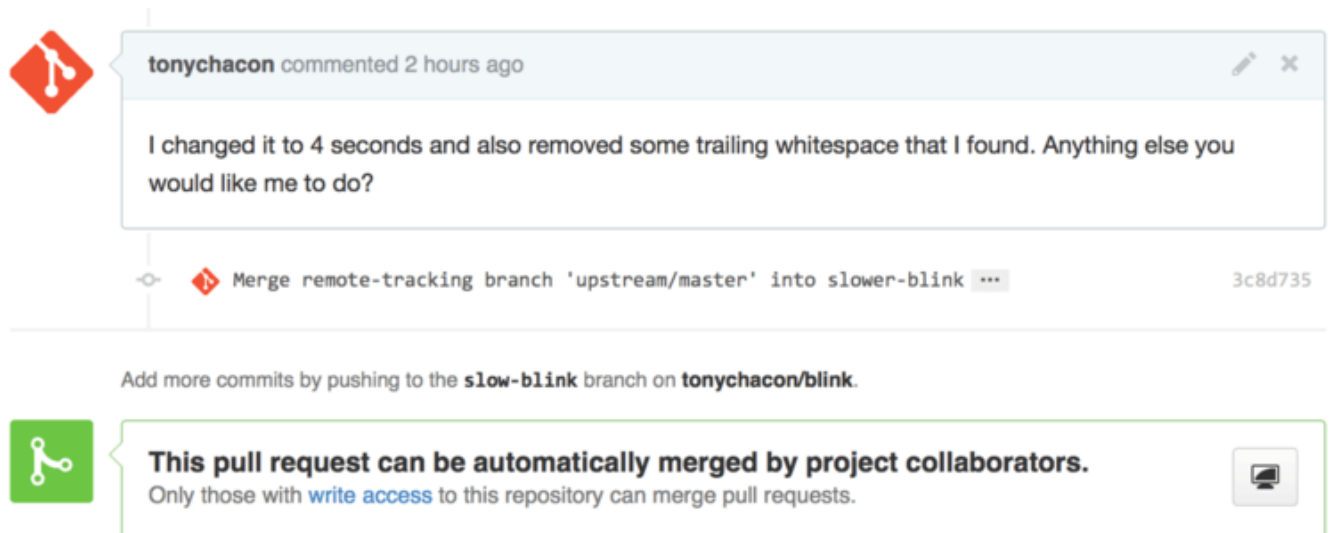 tonychacon commented 2 hours ago
I changed it to 4 seconds and also removed some trailing whitespace that I found. Anything else you
would like me to do?
Merge remote-tracking branch 'upstream/master' into slower-blink ... 3c8d735
Add more commits by pushing to the slow-blink branch on tonychacon/blink.
This pull request can be automatically merged by project collaborators.
Only those with write access to this repository can merge pull requests.